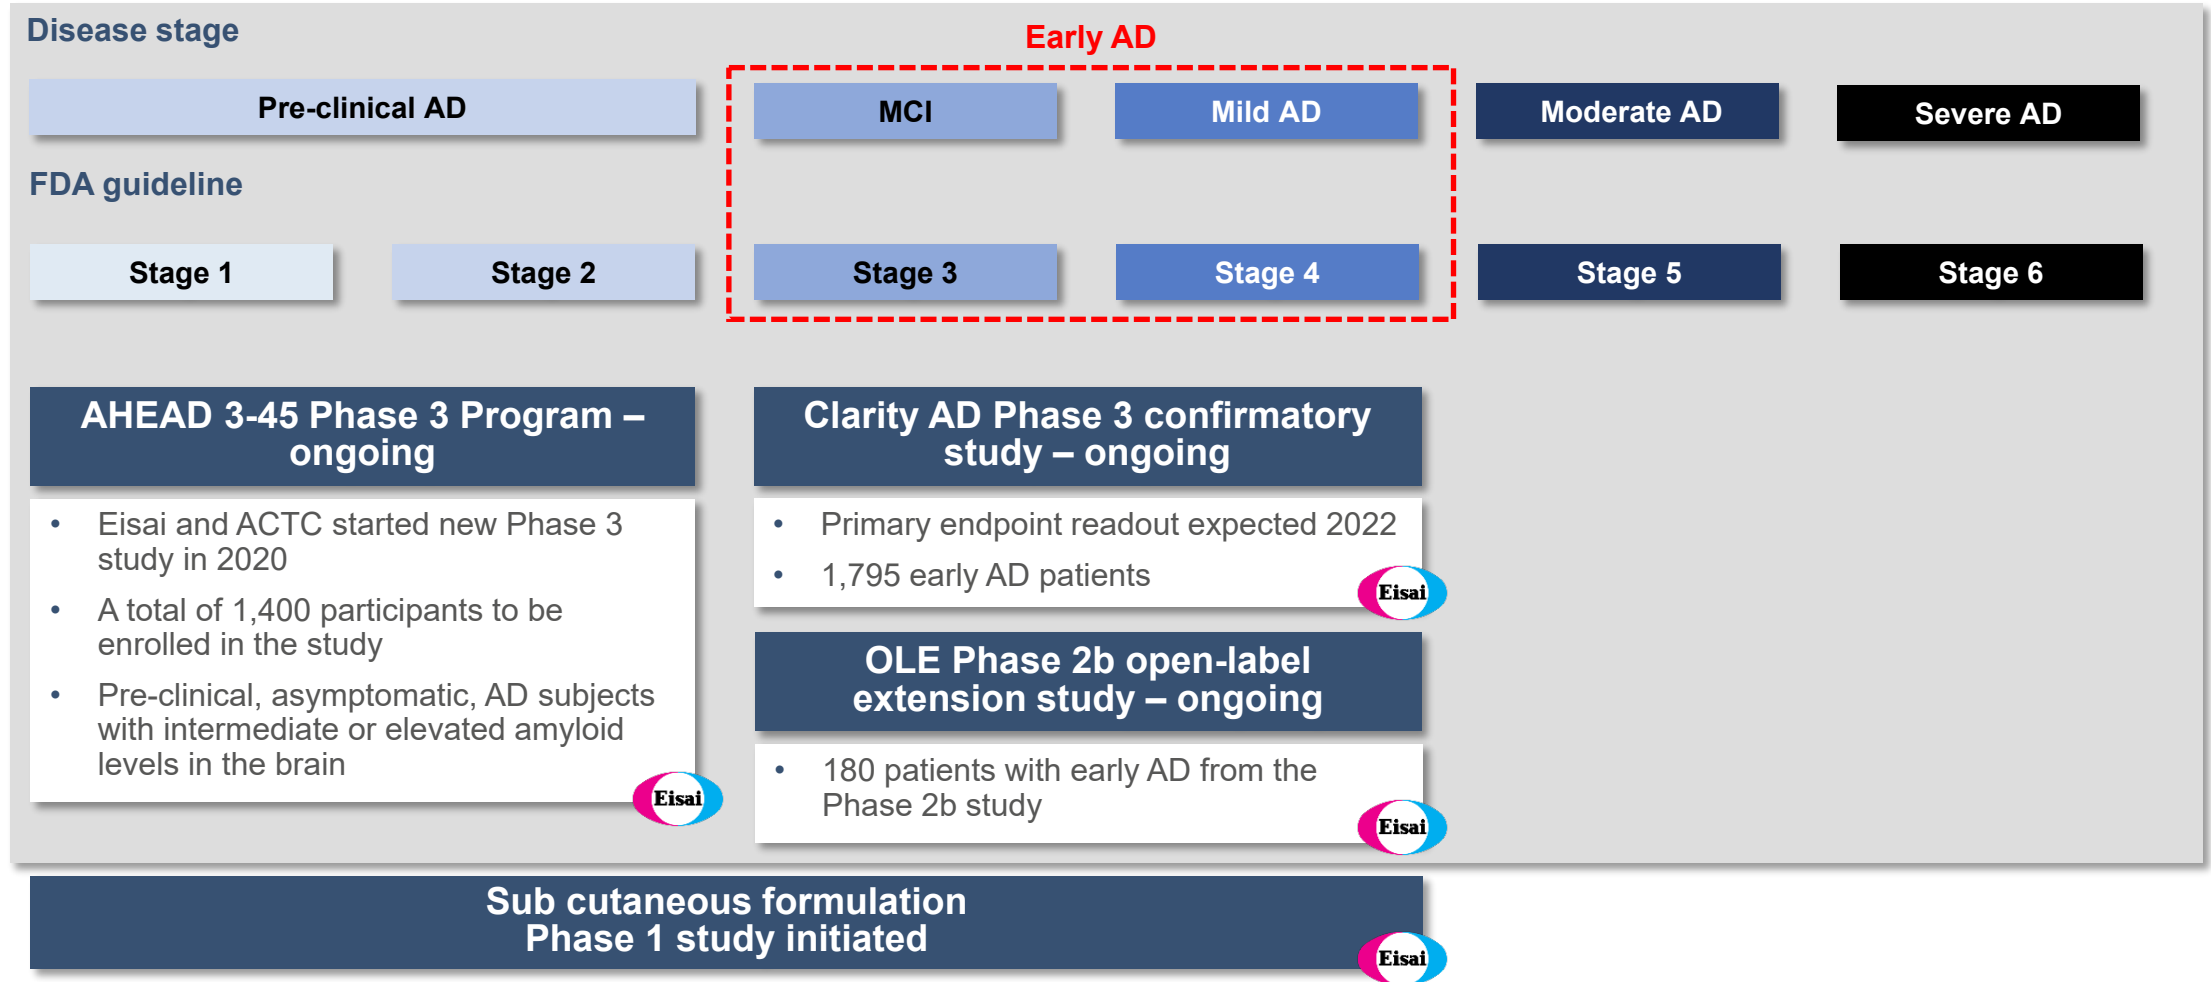 Disease stage
Early AD
Pre-clinical AD
MCI
Mild AD
Moderate AD
Severe AD
FDA guideline
Stage 1
Stage 2
Stage 3
Stage 4
Stage 5
Stage 6
AHEAD 3-45 Phase 3 Program –
ongoing
• Eisai and ACTC started new Phase 3
study in 2020
• A total of 1,400 participants to be
enrolled in the study
• Pre-clinical, asymptomatic, AD subjects
with intermediate or elevated amyloid
levels in the brain
Eisai
Clarity AD Phase 3 confirmatory
study – ongoing
• Primary endpoint readout expected 2022
• 1,795 early AD patients
Eisai
OLE Phase 2b open-label
extension study – ongoing
• 180 patients with early AD from the
Phase 2b study
Eisai
Sub cutaneous formulation
Phase 1 study initiated
Eisai